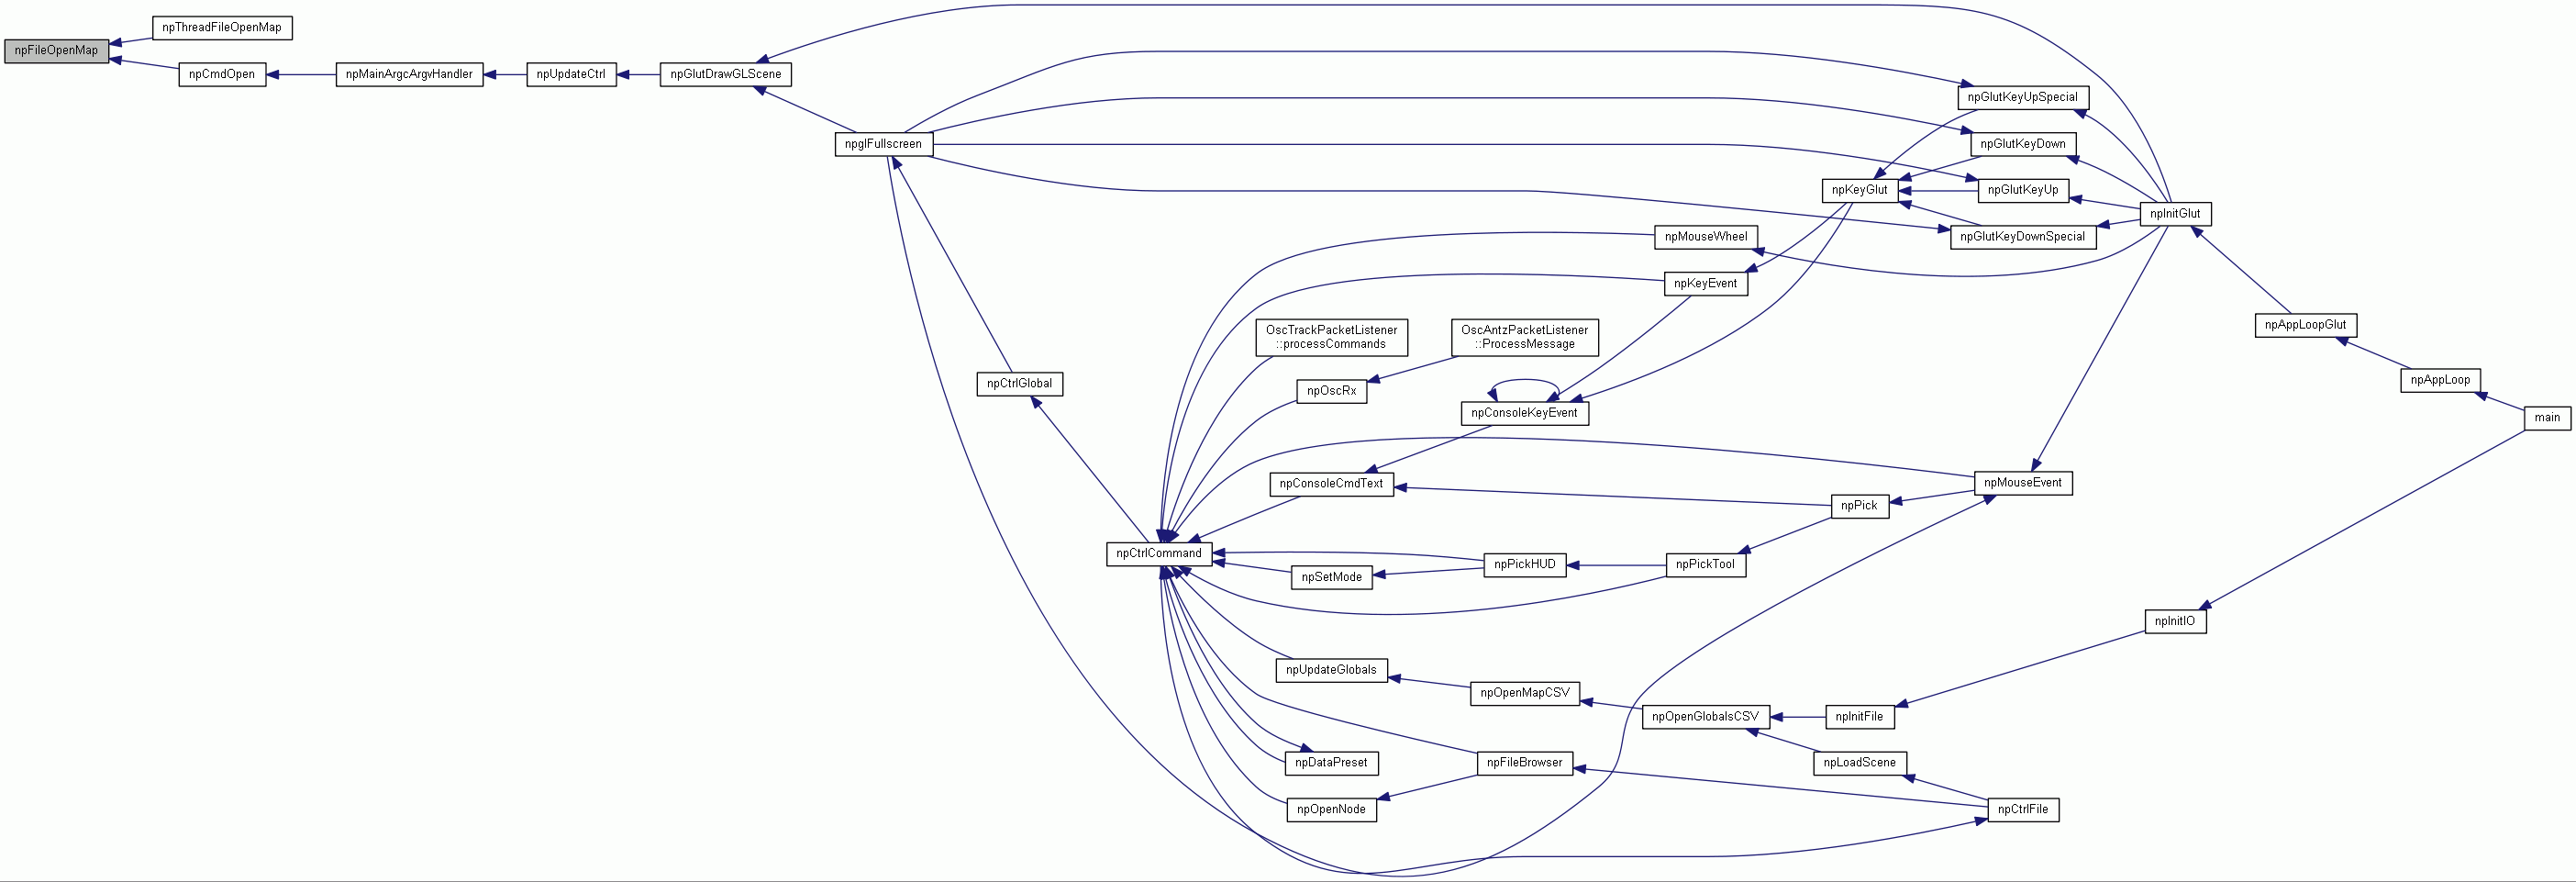 npThreadFileOpenMap
npFileOpenMap
npCmdOpen
npMainArgcArgvHandler
npUpdateCtrl
npGlutDrawGLScene
npGlutKeyUpSpecial
npglFullscreen
npGlutKeyDown
npKeyGlut
npGlutKeyUp
npInitGlut
npMouseWheel
npGlutKeyDownSpecial
npKeyEvent
OscTrackPacketListener
::processCommands
OscAntzPacketListener
::ProcessMessage
npAppLoopGlut
npCtrlGlobal
npOscRx
npAppLoop
npConsoleKeyEvent
main
npConsoleCmdText
npMouseEvent
npPick
npCtrlCommand
npPickHUD
npPickTool
npSetMode
npInitIO
npUpdateGlobals
npOpenMapCSV
npOpenGlobalsCSV
npInitFile
npDataPreset
npFileBrowser
npLoadScene
npOpenNode
npCtrlFile